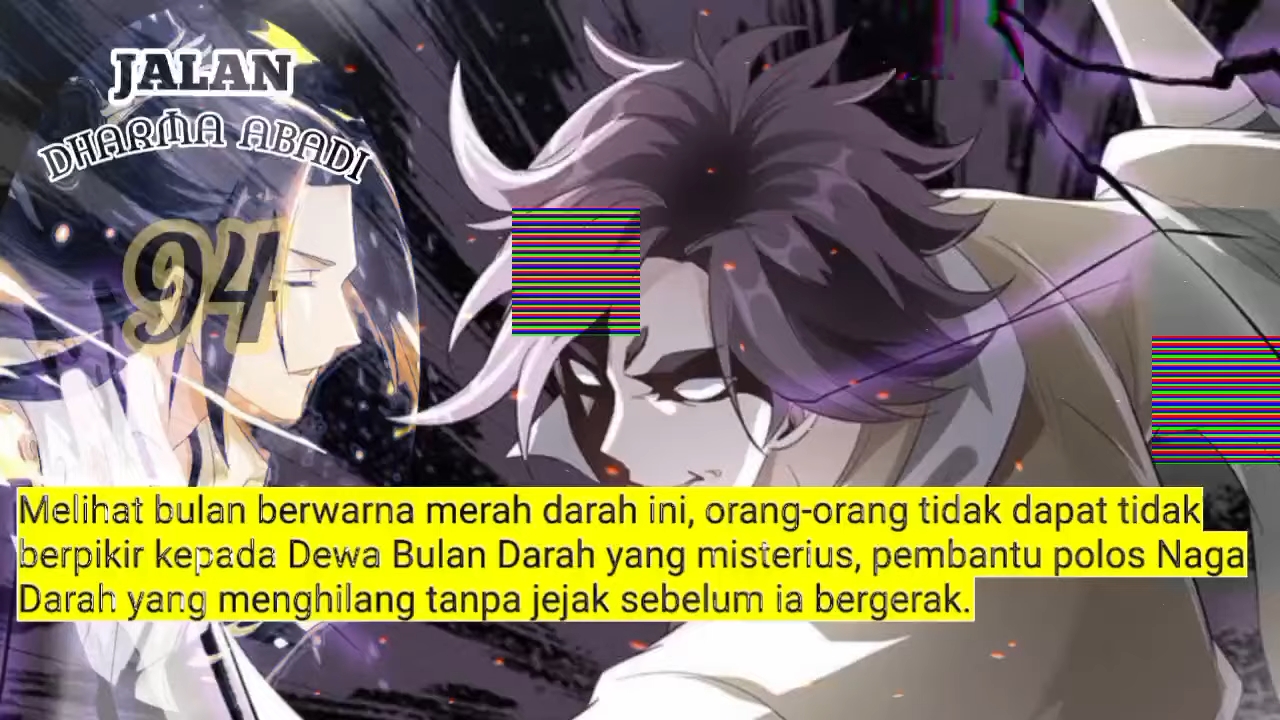 JALAN
DHARMA ABADI
94
Melihat bulan berwarna merah darah ini, orang-orang tidak dapat tidak
berpikir kepada Dewa Bulan Darah yang misterius, pembantu polos Naga
Darah yang menghilang tanpa jejak sebelum ia bergerak.